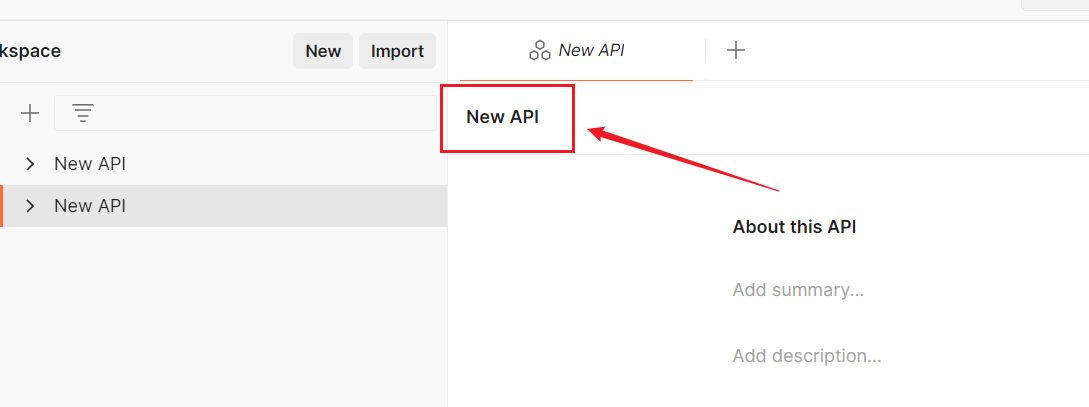 kspace
New
Import
New API
New API
New API
New API
About this API
Add summary...
Add description...